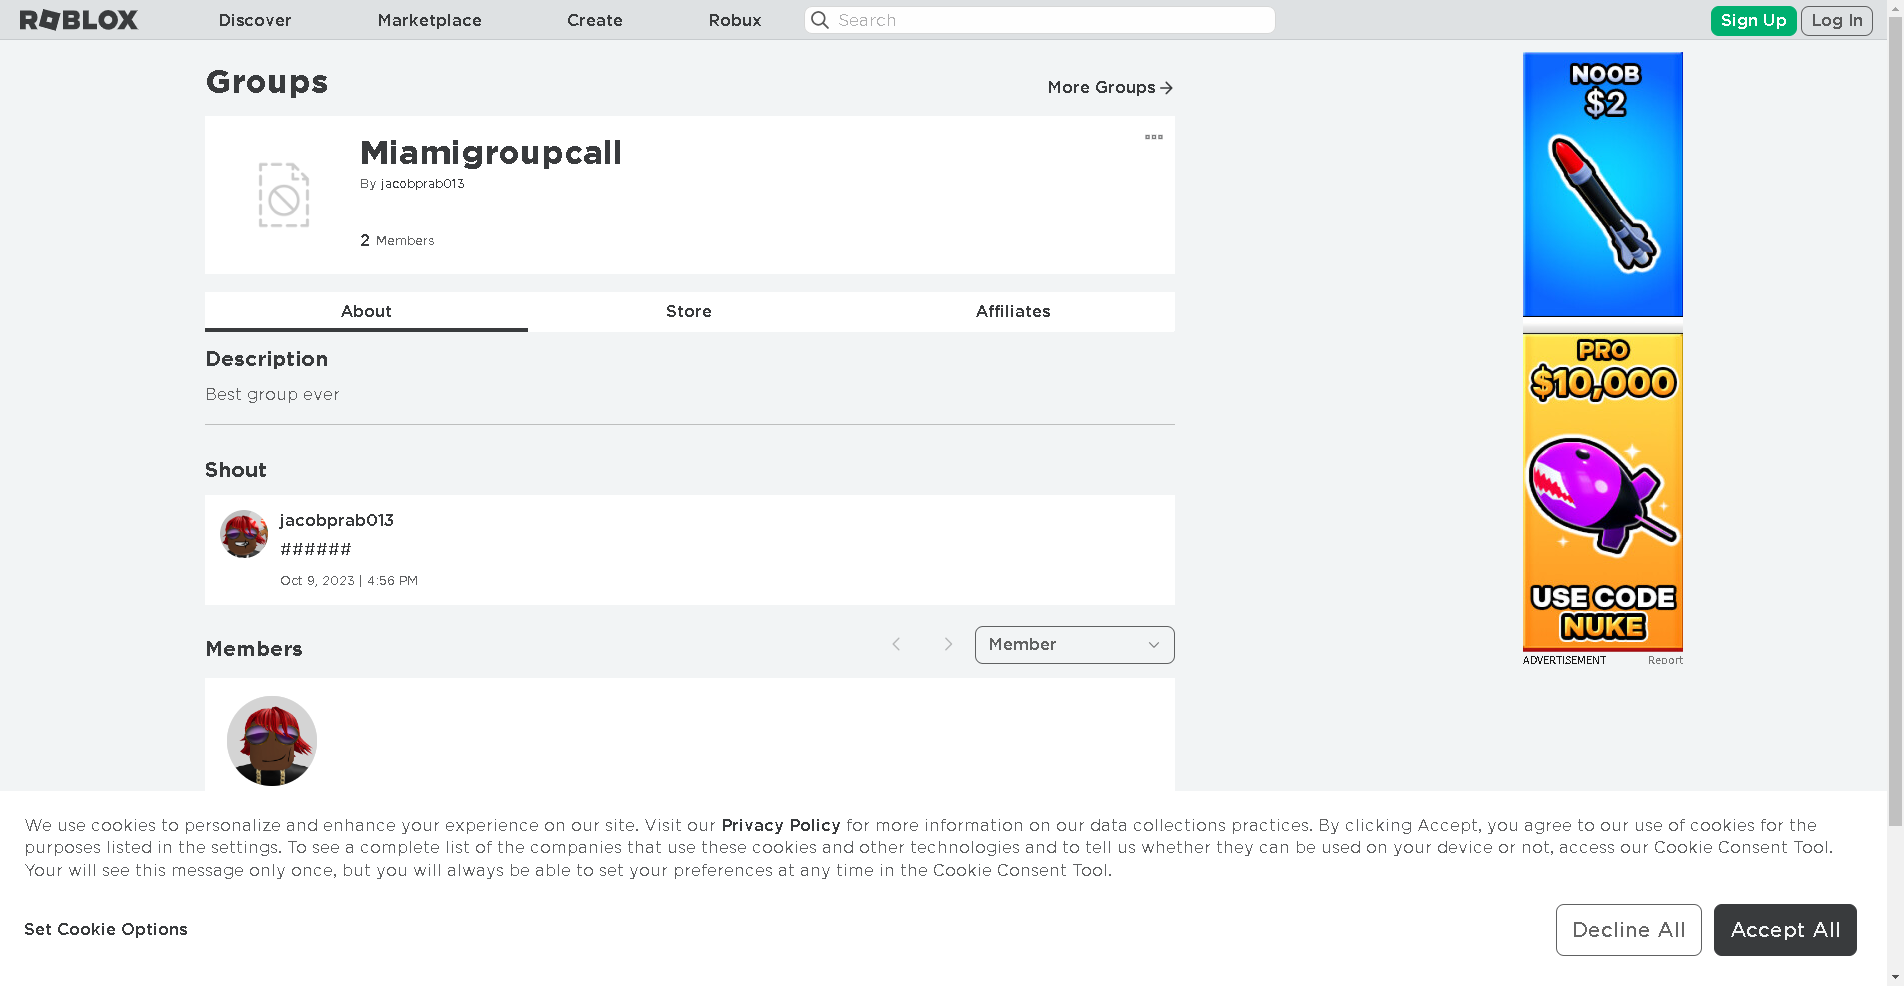 ROBLOX
Discover
Marketplace
Create
Robux
Search
Sign Up
Log In
Groups
More Groups
Miamigroupcall
By jacobprab013
2 Members
About
Store
Affiliates
Description
Best group ever
Shout
jacobprab013
######
Oct 9, 2023 | 4:56 PM
Members
Member
NOOB
$2
PRO
$10,000
USE CODE
NUKE
ADVERTISEMENT
Report
We use cookies to personalize and enhance your experience on our site. Visit our Privacy Policy for more information on our data collections practices. By clicking Accept, you agree to our use of cookies for the
purposes listed in the settings. To see a complete list of the companies that use these cookies and other technologies and to tell us whether they can be used on your device or not, access our Cookie Consent Tool.
Your will see this message only once, but you will always be able to set your preferences at any time in the Cookie Consent Tool.
Set Cookie Options
Decline All
Accept All